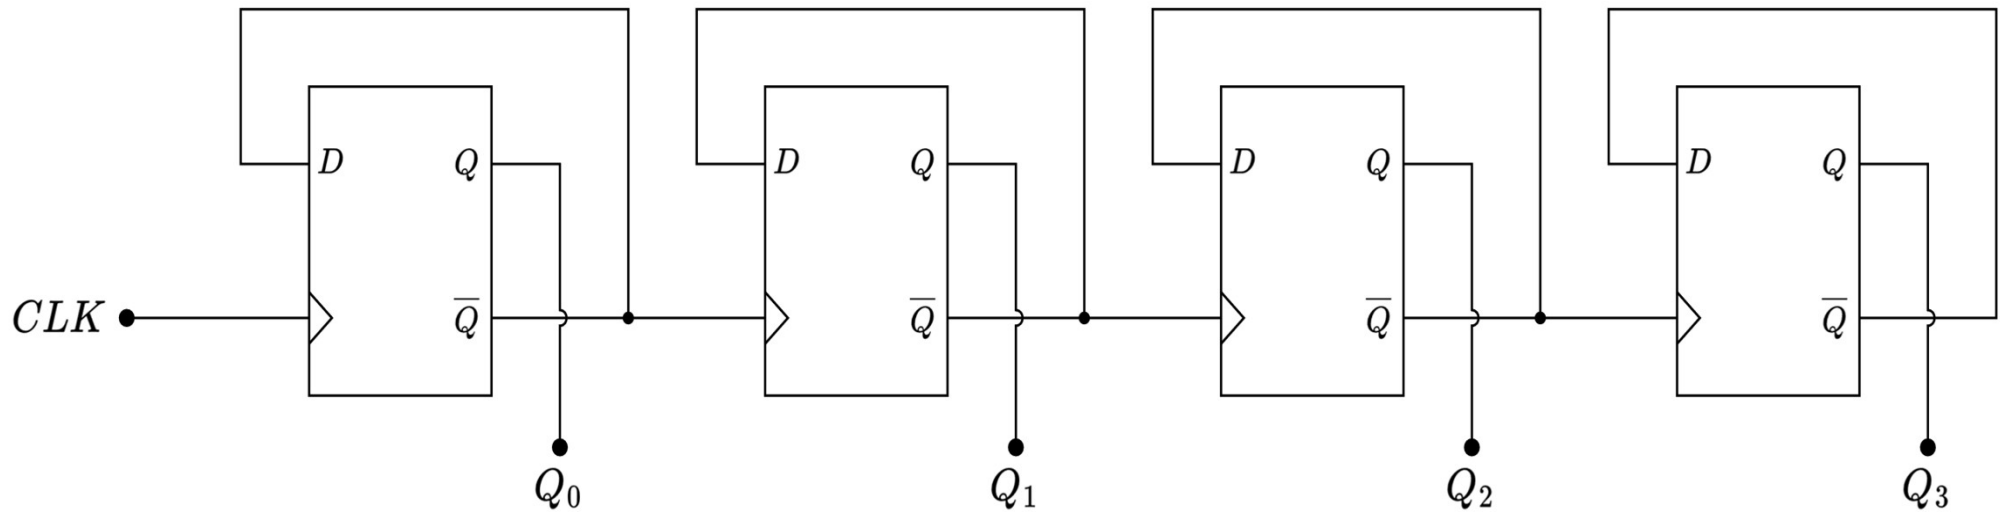 D Q D Q D Q D Q
CLK Q̅ Q̅ Q̅ Q̅
Q₀ Q₁ Q₂ Q₃